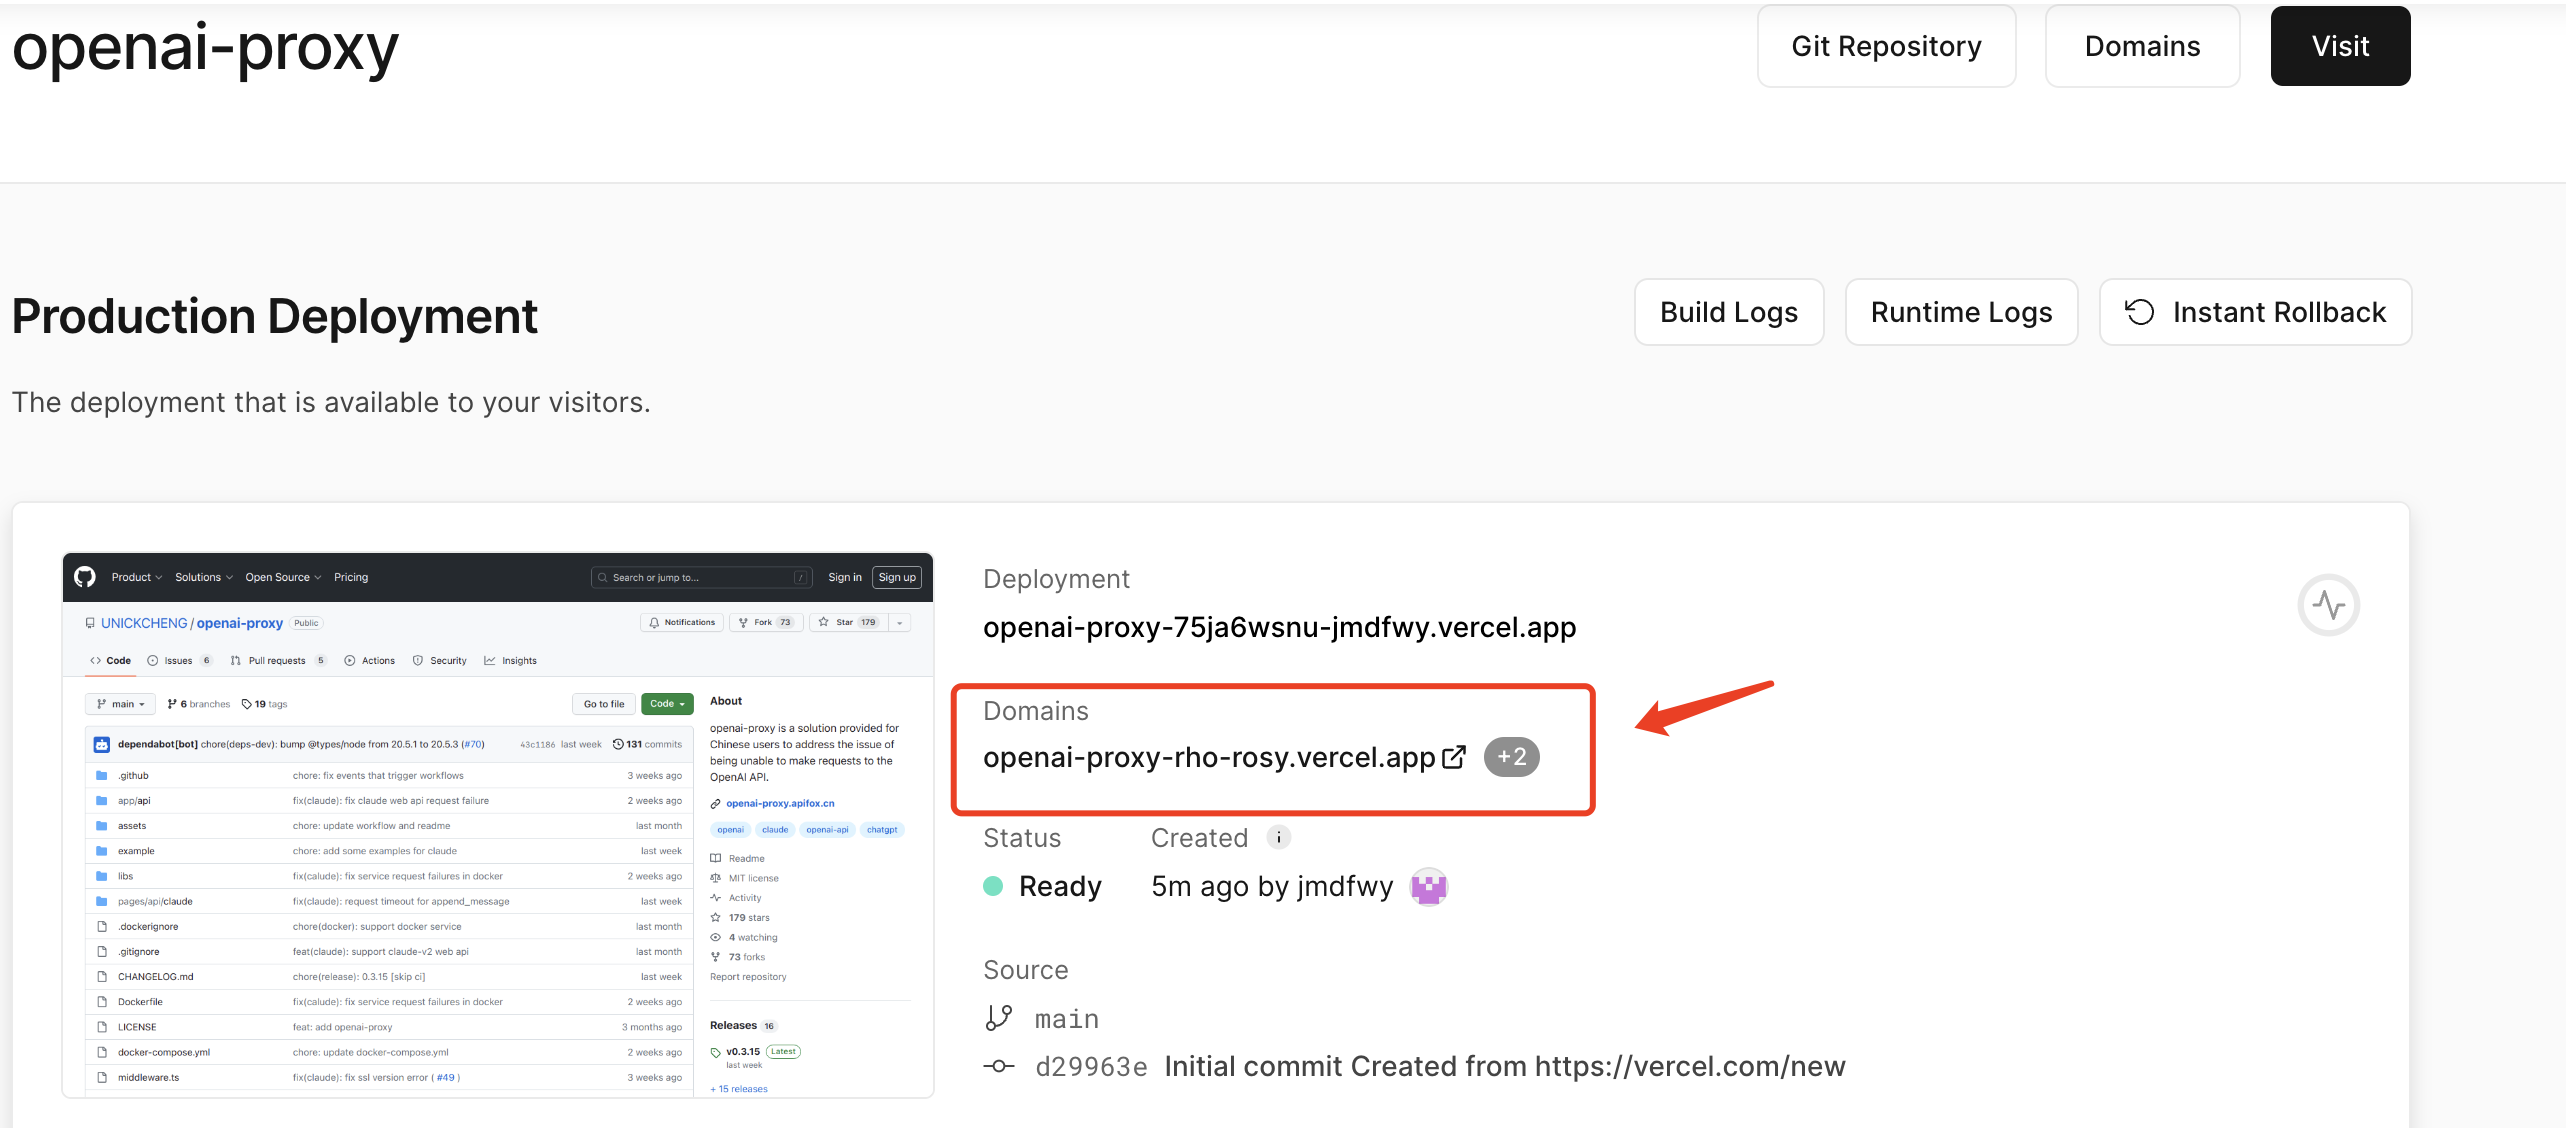 openai-proxy
Git Repository
Domains
Visit
Production Deployment
Build Logs
Runtime Logs
Instant Rollback
The deployment that is available to your visitors.
Product
Solutions
Open Source
Pricing
Search or jump to...
/
Sign in
Sign up
UNICKCHENG / openai-proxy Public
Notifications
Fork 73
Star 179
Code
Issues 6
Pull requests 5
Actions
Security
Insights
main
6 branches
19 tags
Go to file
Code
dependabot[bot] chore(deps-dev): bump @types/node from 20.5.1 to 20.5.3 (#70) 43c1186 last week 131 commits
.github chore: fix events that trigger workflows 3 weeks ago
app/api fix(claude): fix claude web api request failure 2 weeks ago
assets chore: update workflow and readme last month
example chore: add some examples for claude last week
libs fix(calude): fix service request failures in docker 2 weeks ago
pages/api/claude fix(claude): request timeout for append_message last week
.dockerignore chore(docker): support docker service last month
.gitignore feat(claude): support claude-v2 web api last month
CHANGELOG.md chore(release): 0.3.15 [skip ci] last week
Dockerfile fix(calude): fix service request failures in docker 2 weeks ago
LICENSE feat: add openai-proxy 3 months ago
docker-compose.yml chore: update docker-compose.yml 2 weeks ago
middleware.ts fix(claude): fix ssl version error ( #49 ) 3 weeks ago
About
openai-proxy is a solution provided for
Chinese users to address the issue of
being unable to make requests to the
OpenAI API.
openai-proxy.apifox.cn
openai claude openai-api chatgpt
Readme
MIT license
Activity
179 stars
4 watching
73 forks
Report repository
Releases 16
v0.3.15 Latest
last week
+ 15 releases
Deployment
openai-proxy-75ja6wsnu-jmdfwy.vercel.app
Domains
openai-proxy-rho-rosy.vercel.app +2
Status
Created i
Ready
5m ago by jmdfwy
Source
main
d29963e Initial commit Created from https://vercel.com/new